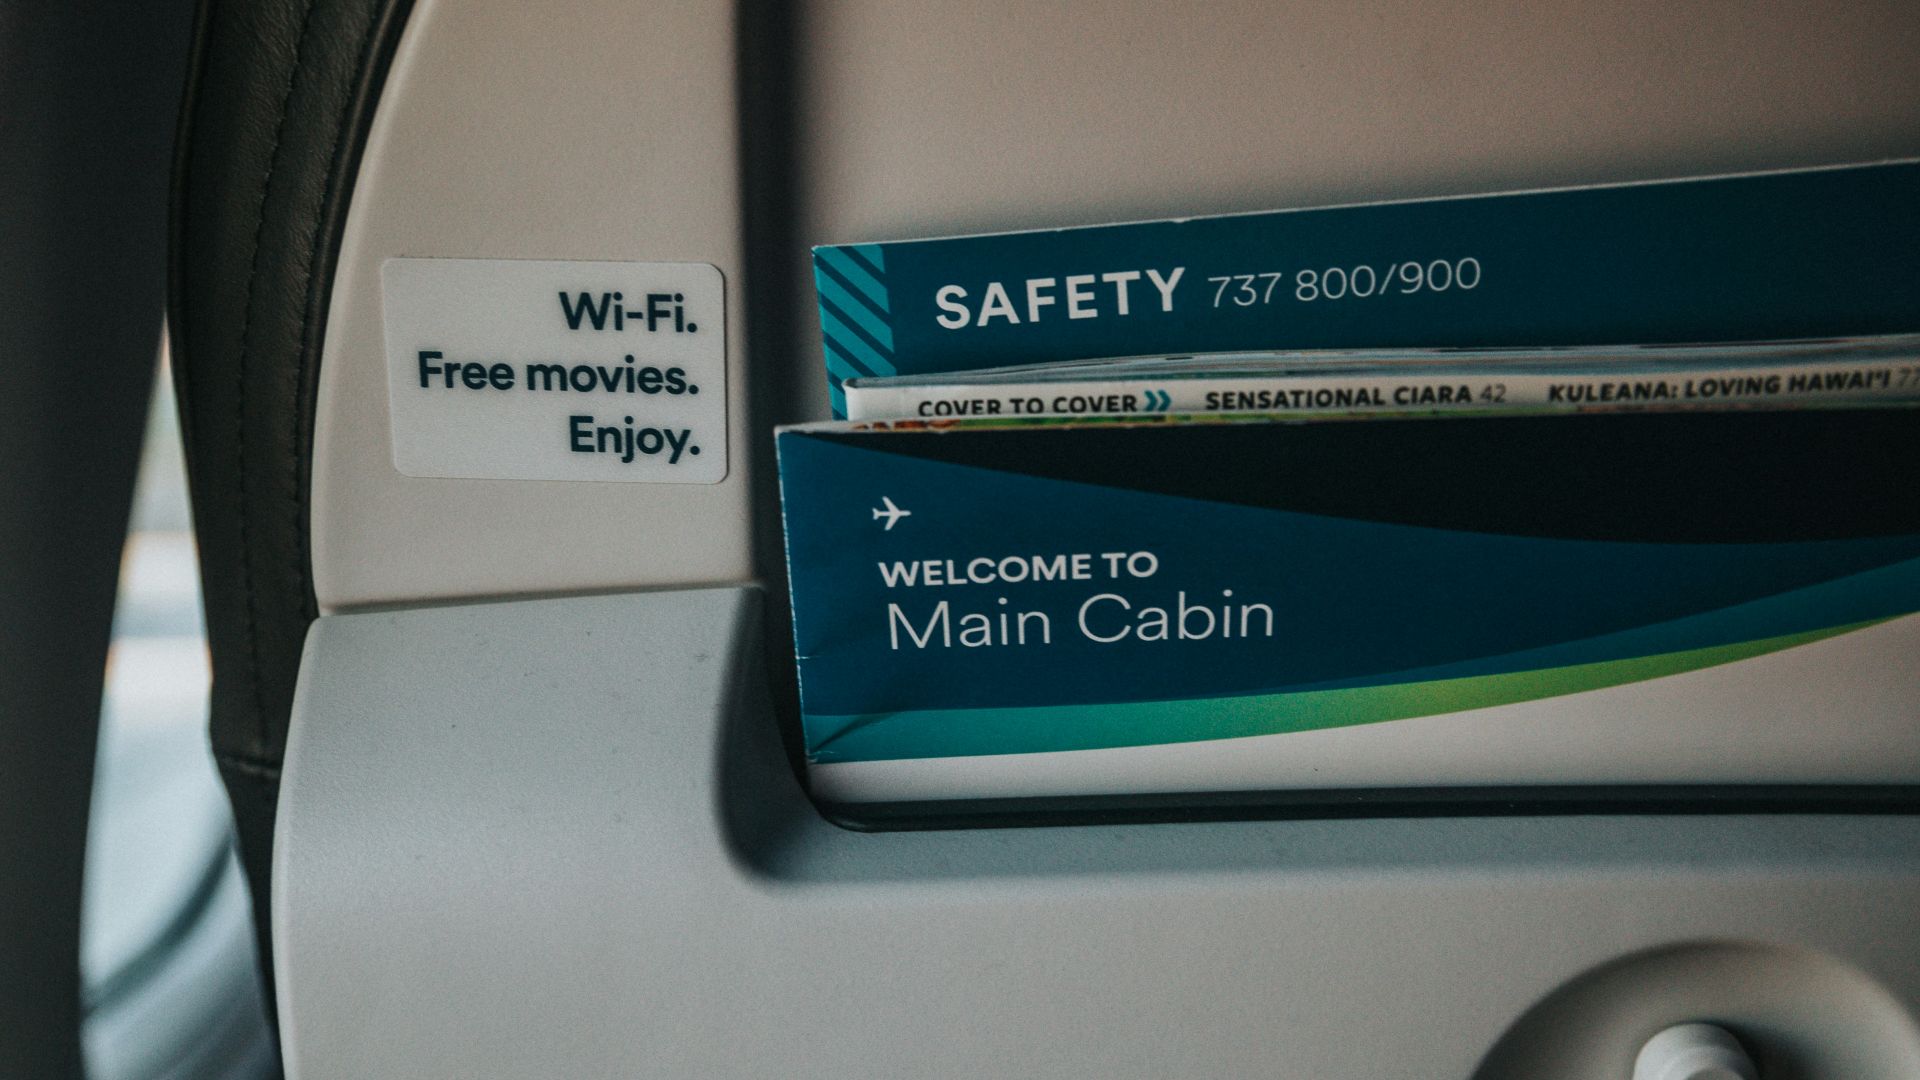 Wi-Fi.
Free movies.
Enjoy.
SAFETY 737 800/900
COVER TO COVER >> SENSATIONAL CIARA 42 KULEANA: LOVING HAWAI'I 77
WELCOME TO
Main Cabin